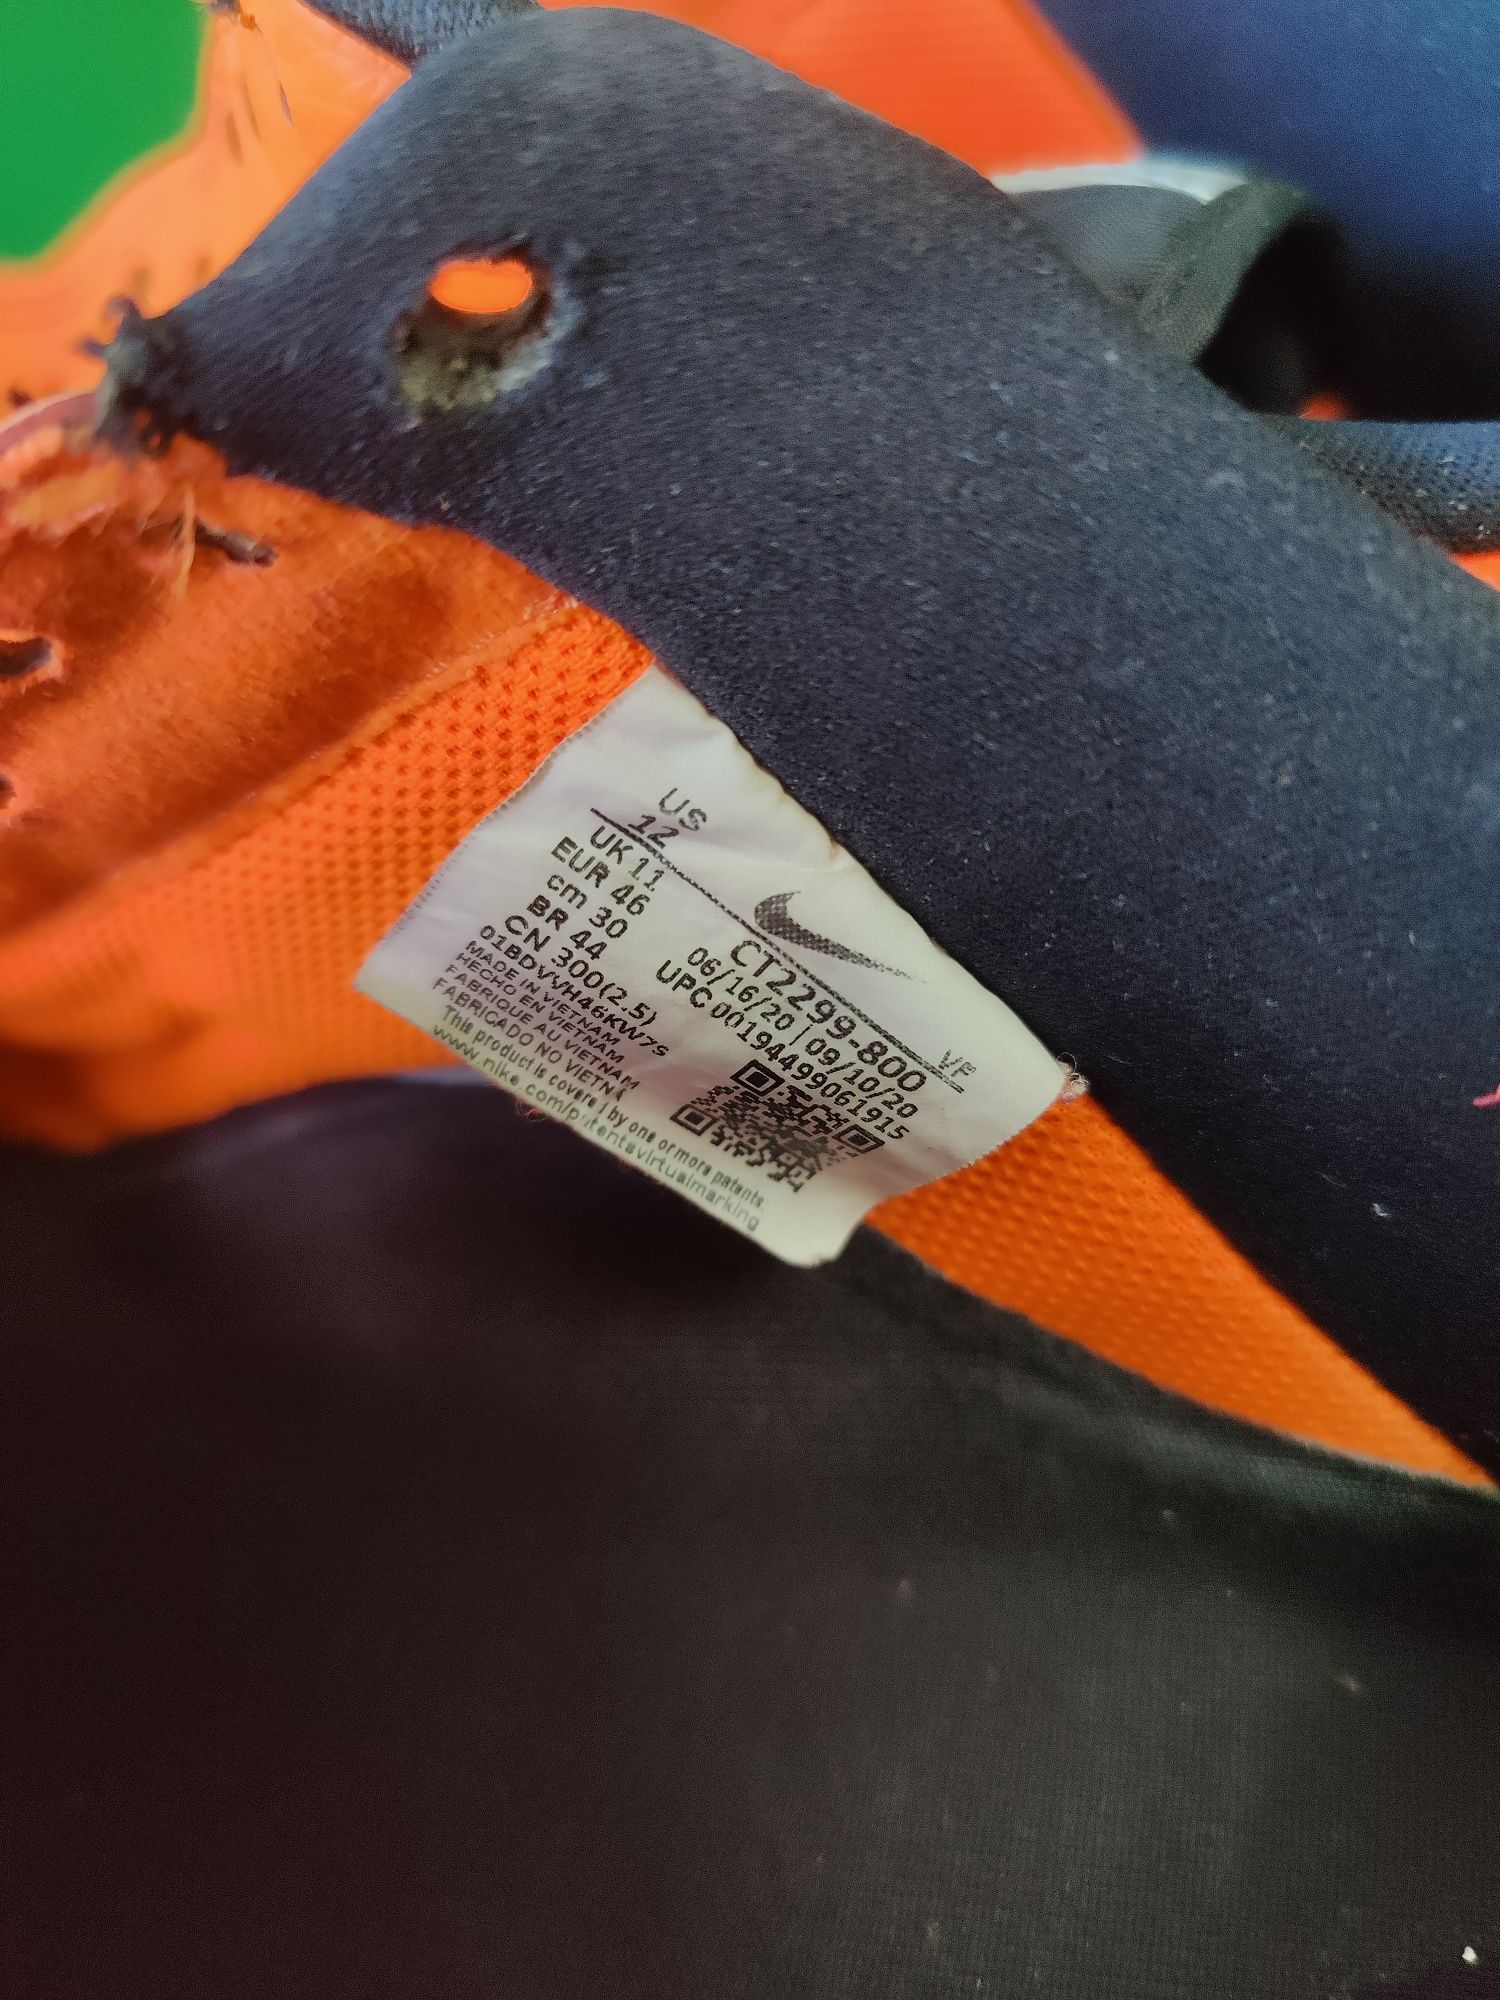 US
12
UK 11
EUR 46
cm 30
BR 44
CN 300(2.5)
01BDVVH46KW7S
MADE IN VIETNAM
HECHO EN VIETNAM
FABRIQUE AU VIETNAM
FABRICADO NO VIETNA
This product is covered by one or more patents.
www.nike.com/patentsvirtualmarking
CT2299-800 VF
06/16/20 | 09/10/20
UPC 00194499061915